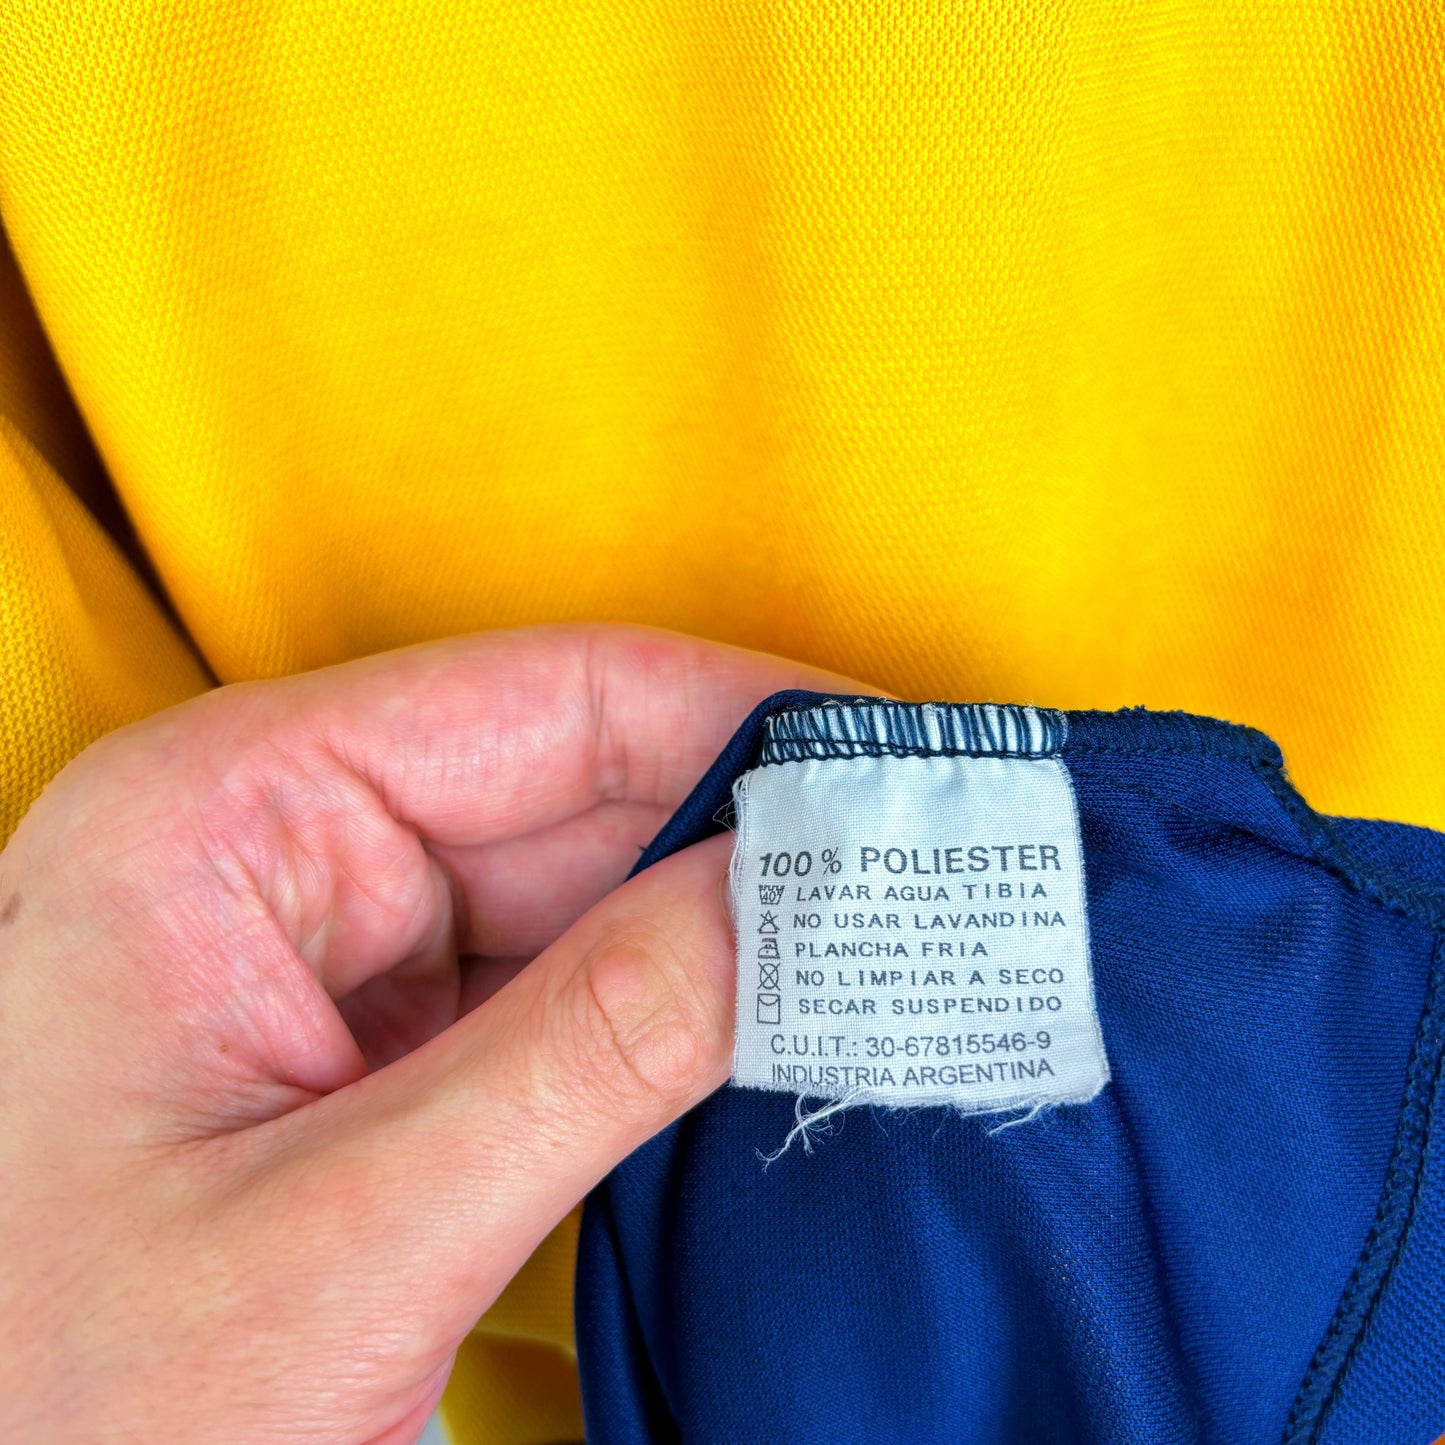 100 % POLIESTER
40 LAVAR AGUA TIBIA
NO USAR LAVANDINA
PLANCHA FRIA
NO LIMPIAR A SECO
SECAR SUSPENDIDO
C.U.I.T.: 30-67815546-9
INDUSTRIA ARGENTINA